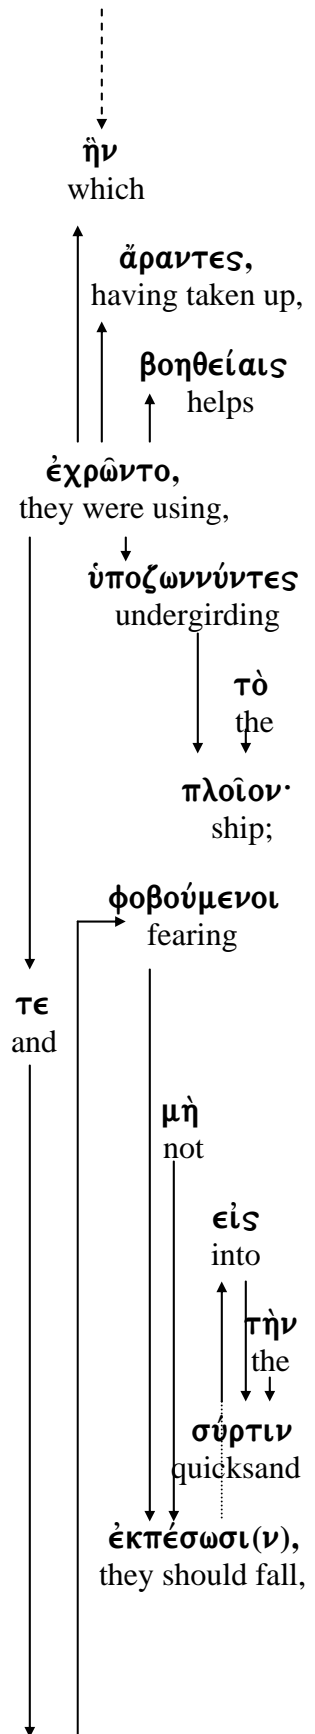 ἣν
which
ἄραντες,
having taken up,
βοηθείαις
helps
ἐχρῶντο,
they were using,
ὑποζωννύντες
undergirding
τὸ
the
πλοῖον·
ship;
φοβούμενοι
fearing
τε
and
μὴ
not
εἰς
into
τὴν
the
σύρτιν
quicksand
ἐκπέσωσι(ν),
they should fall,